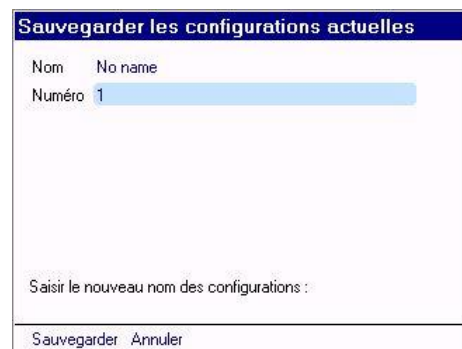 Sauvegarder les configurations actuelles
Nom No name
Numéro 1
Saisir le nouveau nom des configurations :
Sauvegarder Annuler